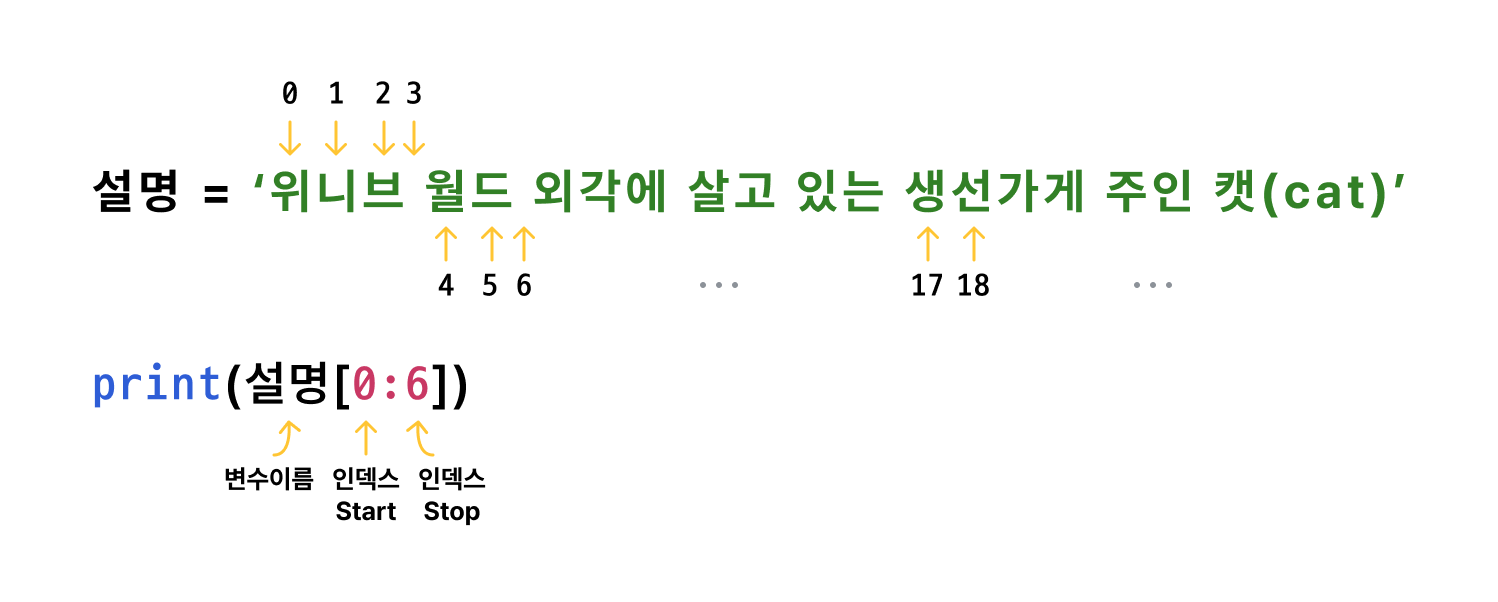 0 1 2 3
설명 = ‘위니브 월드 외각에 살고 있는 생선가게 주인 캣(cat)’
4 5 6 ... 17 18 ...
print(설명[0:6])
변수이름 인덱스 인덱스
Start Stop